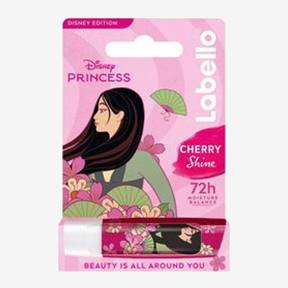 DISNEY EDITION
Disney
PRINCESS
Labello
CHERRY
Shine
72h
MOISTURE
BALANCE
BEAUTY IS ALL AROUND YOU